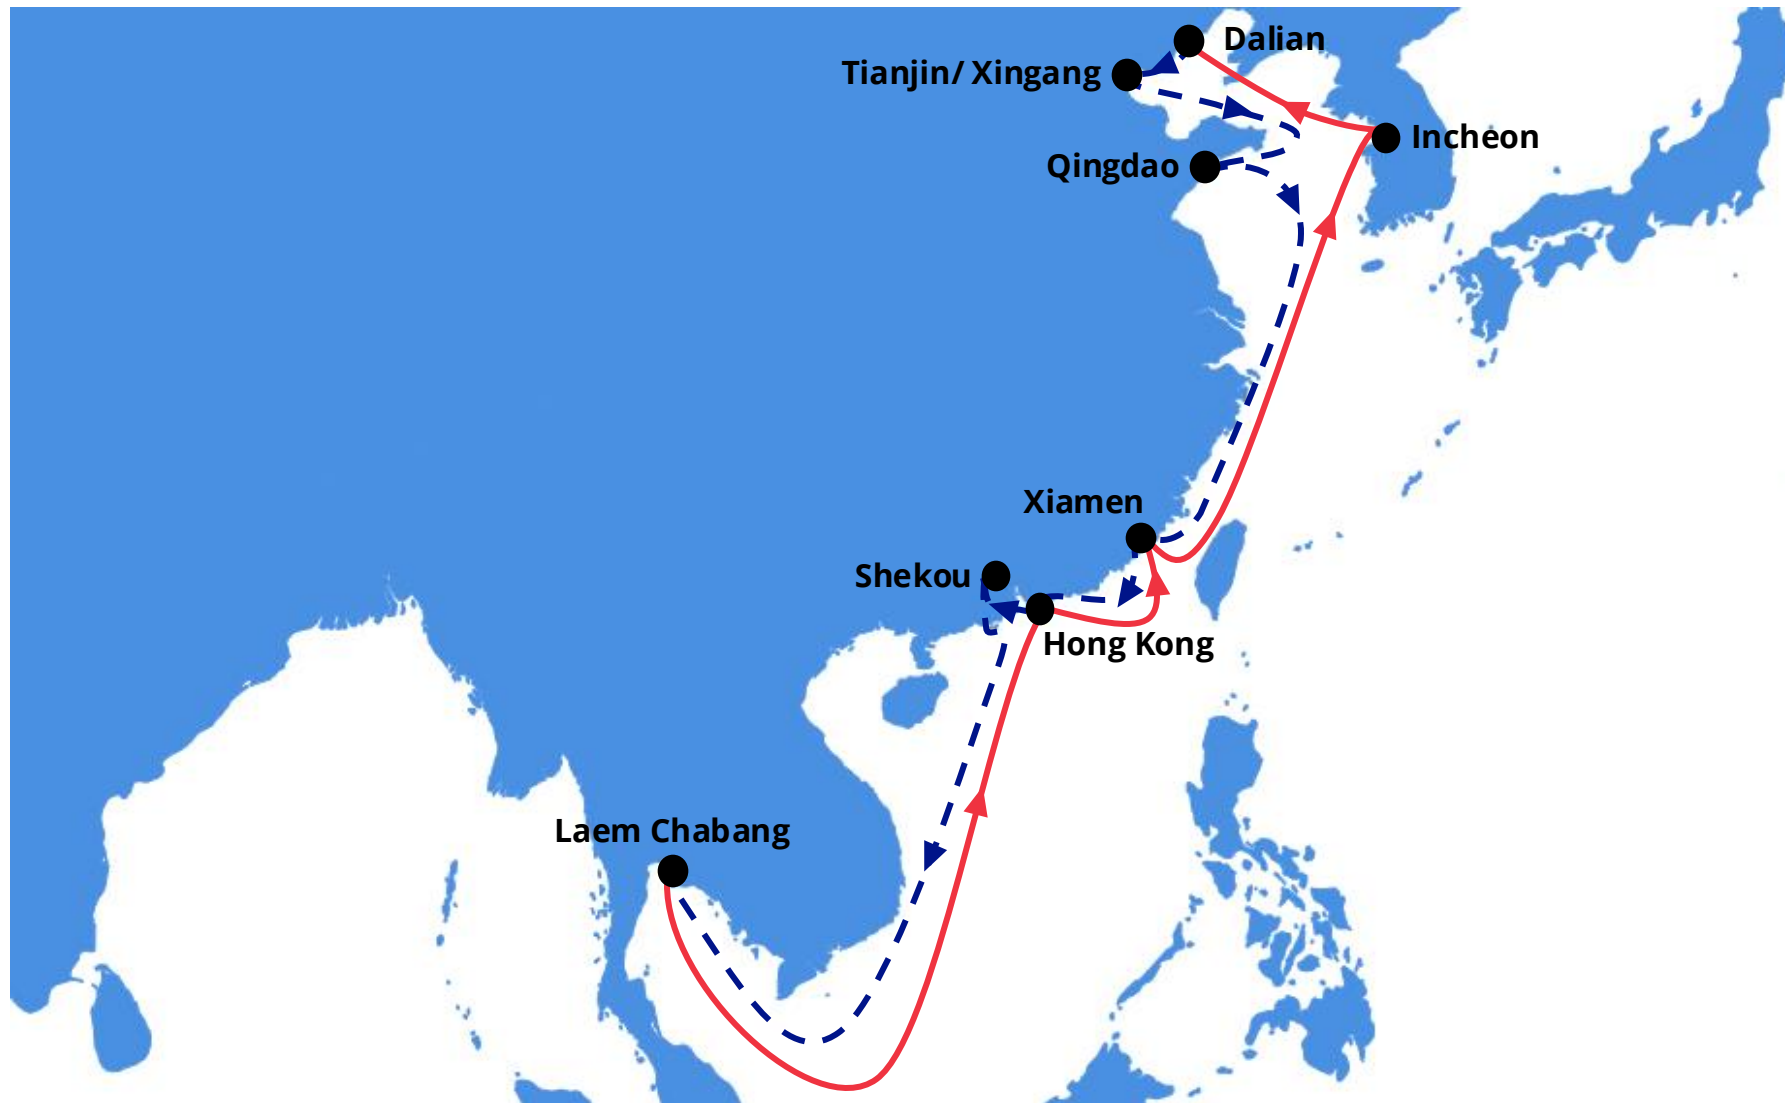 Dalian
Tianjin/ Xingang
Incheon
Qingdao
Xiamen
Shekou
Hong Kong
Laem Chabang